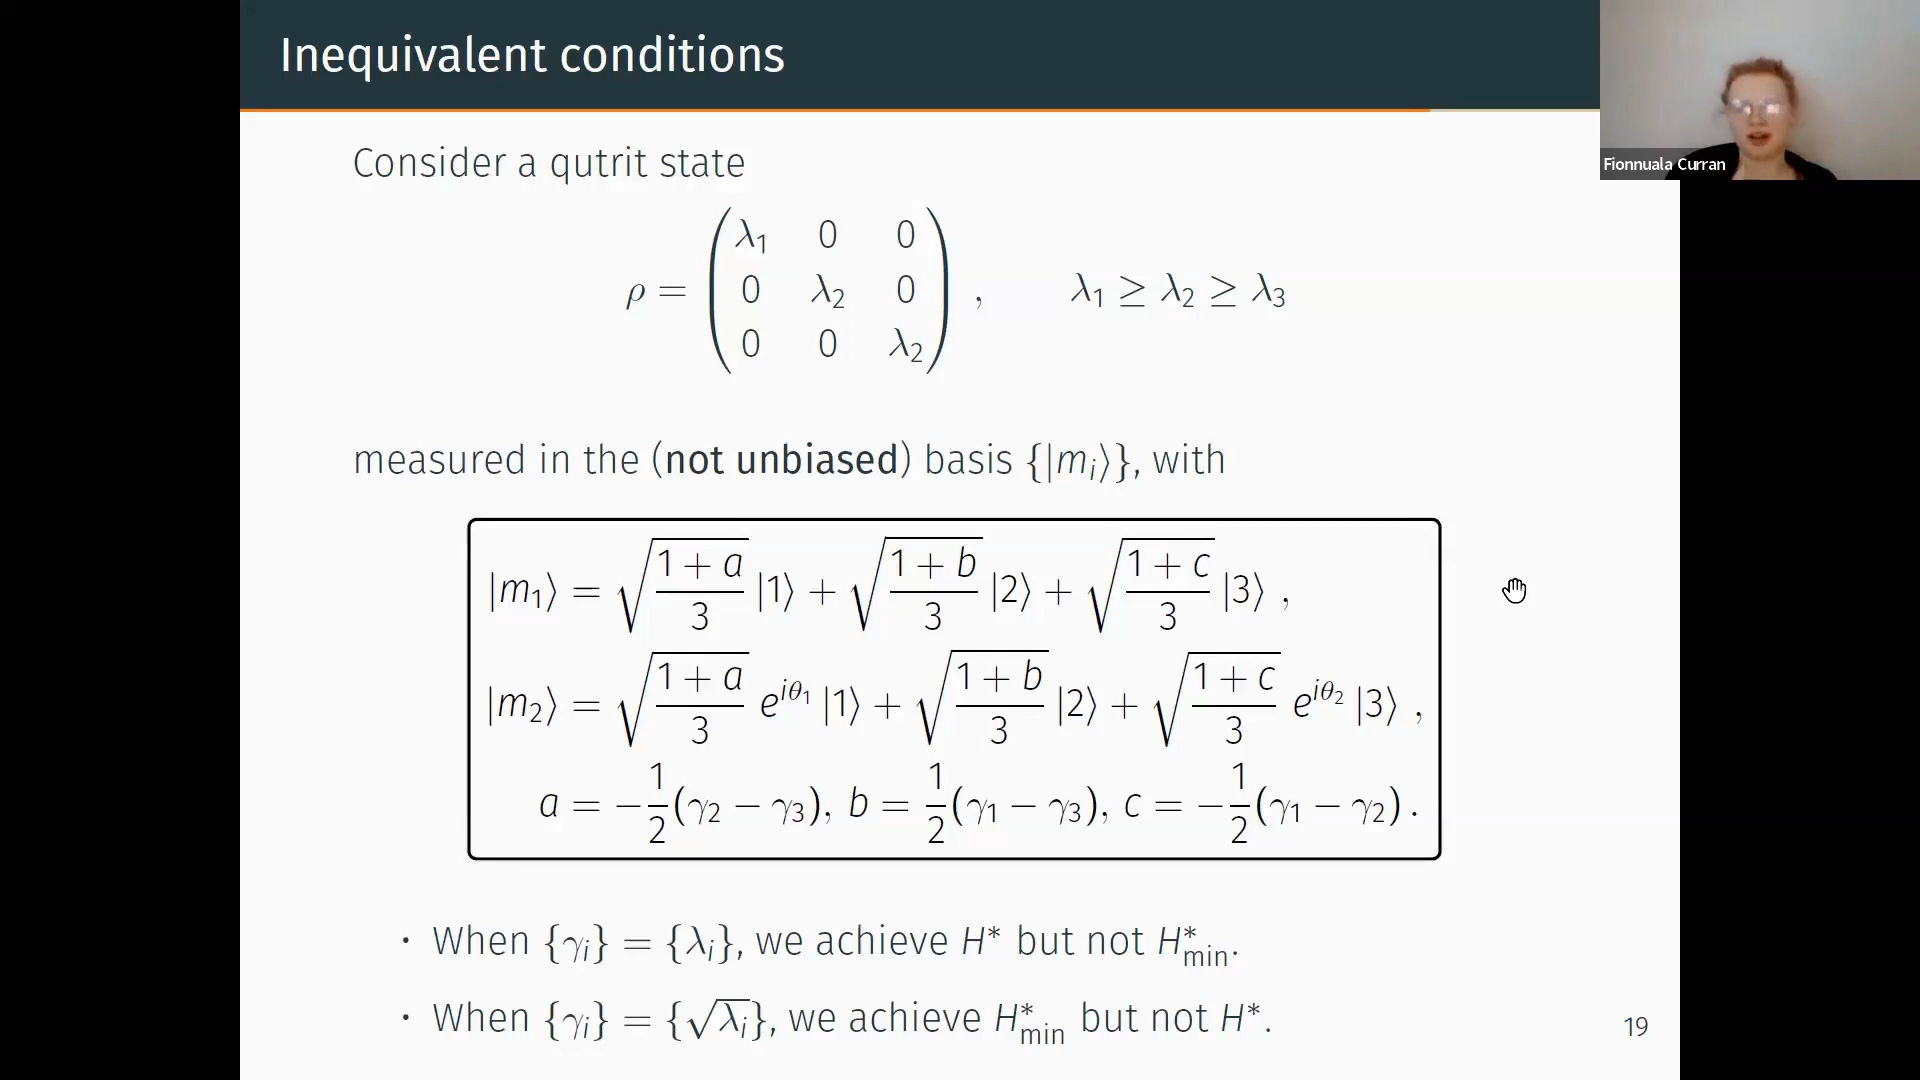 Inequivalent conditions
Fionnuala Curran
Consider a qutrit state
ρ = ( λ₁ 0 0
0 λ₂ 0
0 0 λ₂ ) , λ₁ ≥ λ₂ ≥ λ₃
measured in the (not unbiased) basis {|mᵢ⟩}, with
|m₁⟩ = √((1 + a)/3) |1⟩ + √((1 + b)/3) |2⟩ + √((1 + c)/3) |3⟩ ,
|m₂⟩ = √((1 + a)/3) e^{iθ₁} |1⟩ + √((1 + b)/3) |2⟩ + √((1 + c)/3) e^{iθ₂} |3⟩ ,
a = −1/2(γ₂ − γ₃), b = 1/2(γ₁ − γ₃), c = −1/2(γ₁ − γ₂) .
· When {γᵢ} = {λᵢ}, we achieve H* but not H*_min.
· When {γᵢ} = {√λᵢ}, we achieve H*_min but not H*.
19